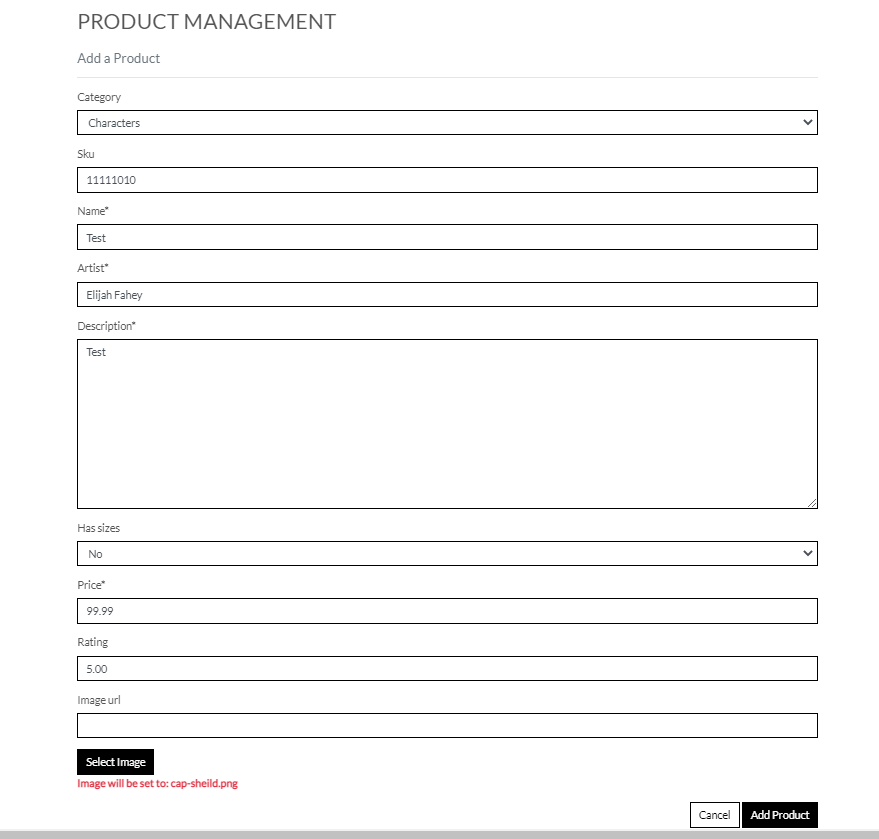 PRODUCT MANAGEMENT
Add a Product
Category
Characters
Sku
11111010
Name*
Test
Artist*
Elijah Fahey
Description*
Test
Has sizes
No
Price*
99.99
Rating
5.00
Image url
Select Image
Image will be set to: cap-sheild.png
Cancel Add Product